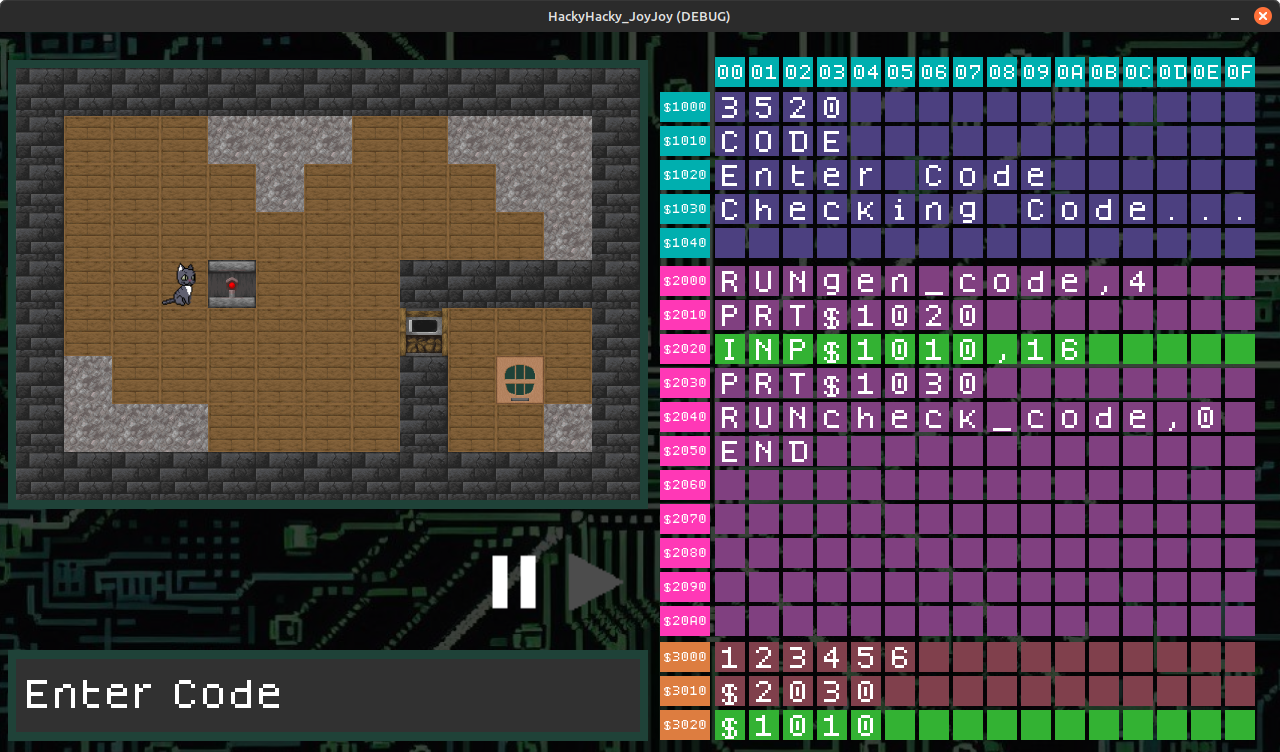 HackyHacky_JoyJoy (DEBUG)
00 01 02 03 04 05 06 07 08 09 0A 0B 0C 0D 0E 0F
$1000 3520
$1010 CODE
$1020 Enter Code
$1030 Checking Code...
$1040
$2000 RUNgen_code,4
$2010 PRT$1020
$2020 INP$1010,16
$2030 PRT$1030
$2040 RUNcheck_code,0
$2050 END
$2060
$2070
$2080
$2090
$20A0
$3000 123456
$3010 $2030
$3020 $1010
Enter Code